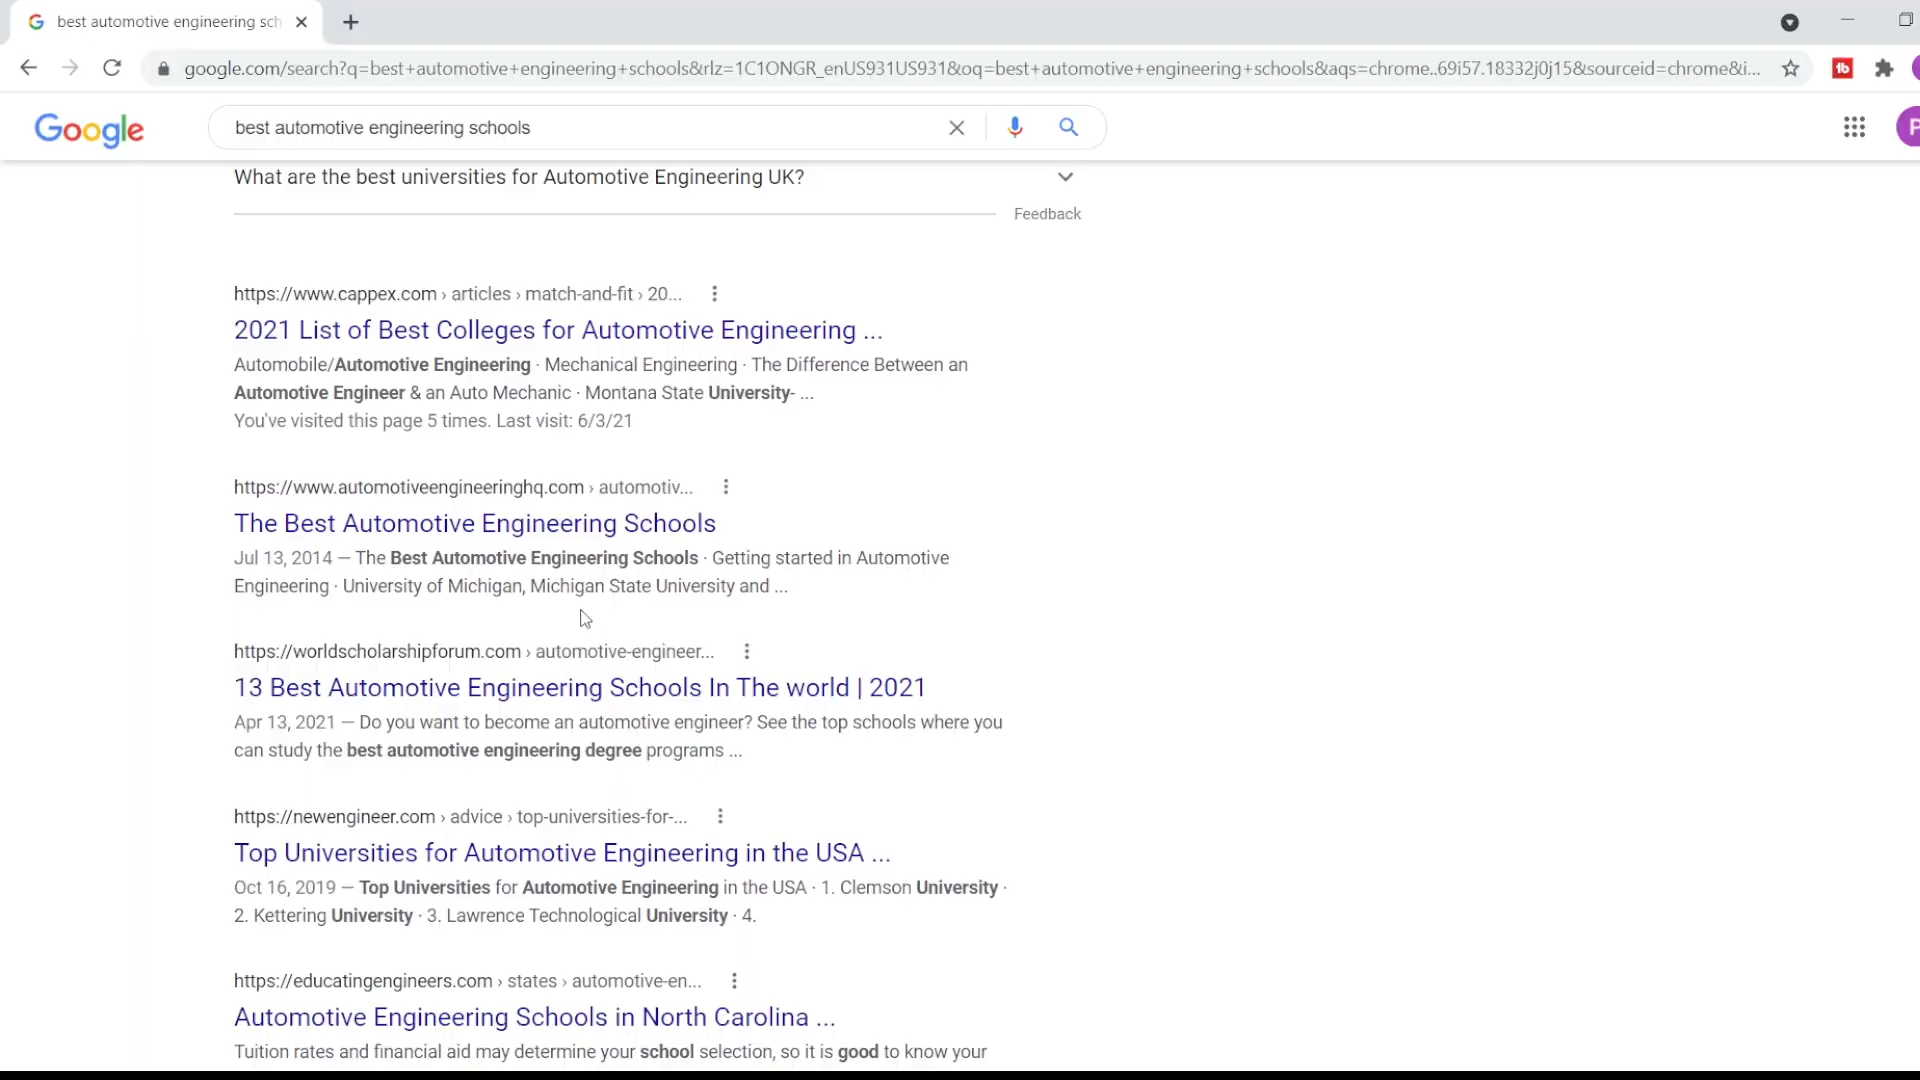 best automotive engineering sch
google.com/search?q=best+automotive+engineering+schools&rlz=1C1ONGR_enUS931US931&oq=best+automotive+engineering+schools&aqs=chrome..69i57.18332j0j15&sourceid=chrome&i...
Google
best automotive engineering schools
P
What are the best universities for Automotive Engineering UK?
Feedback
https://www.cappex.com › articles › match-and-fit › 20...
2021 List of Best Colleges for Automotive Engineering ...
Automobile/Automotive Engineering · Mechanical Engineering · The Difference Between an
Automotive Engineer & an Auto Mechanic · Montana State University- ...
You've visited this page 5 times. Last visit: 6/3/21
https://www.automotiveengineeringhq.com › automotiv...
The Best Automotive Engineering Schools
Jul 13, 2014 — The Best Automotive Engineering Schools · Getting started in Automotive
Engineering · University of Michigan, Michigan State University and ...
https://worldscholarshipforum.com › automotive-engineer...
13 Best Automotive Engineering Schools In The world | 2021
Apr 13, 2021 — Do you want to become an automotive engineer? See the top schools where you
can study the best automotive engineering degree programs ...
https://newengineer.com › advice › top-universities-for-...
Top Universities for Automotive Engineering in the USA ...
Oct 16, 2019 — Top Universities for Automotive Engineering in the USA · 1. Clemson University ·
2. Kettering University · 3. Lawrence Technological University · 4.
https://educatingengineers.com › states › automotive-en...
Automotive Engineering Schools in North Carolina ...
Tuition rates and financial aid may determine your school selection, so it is good to know your